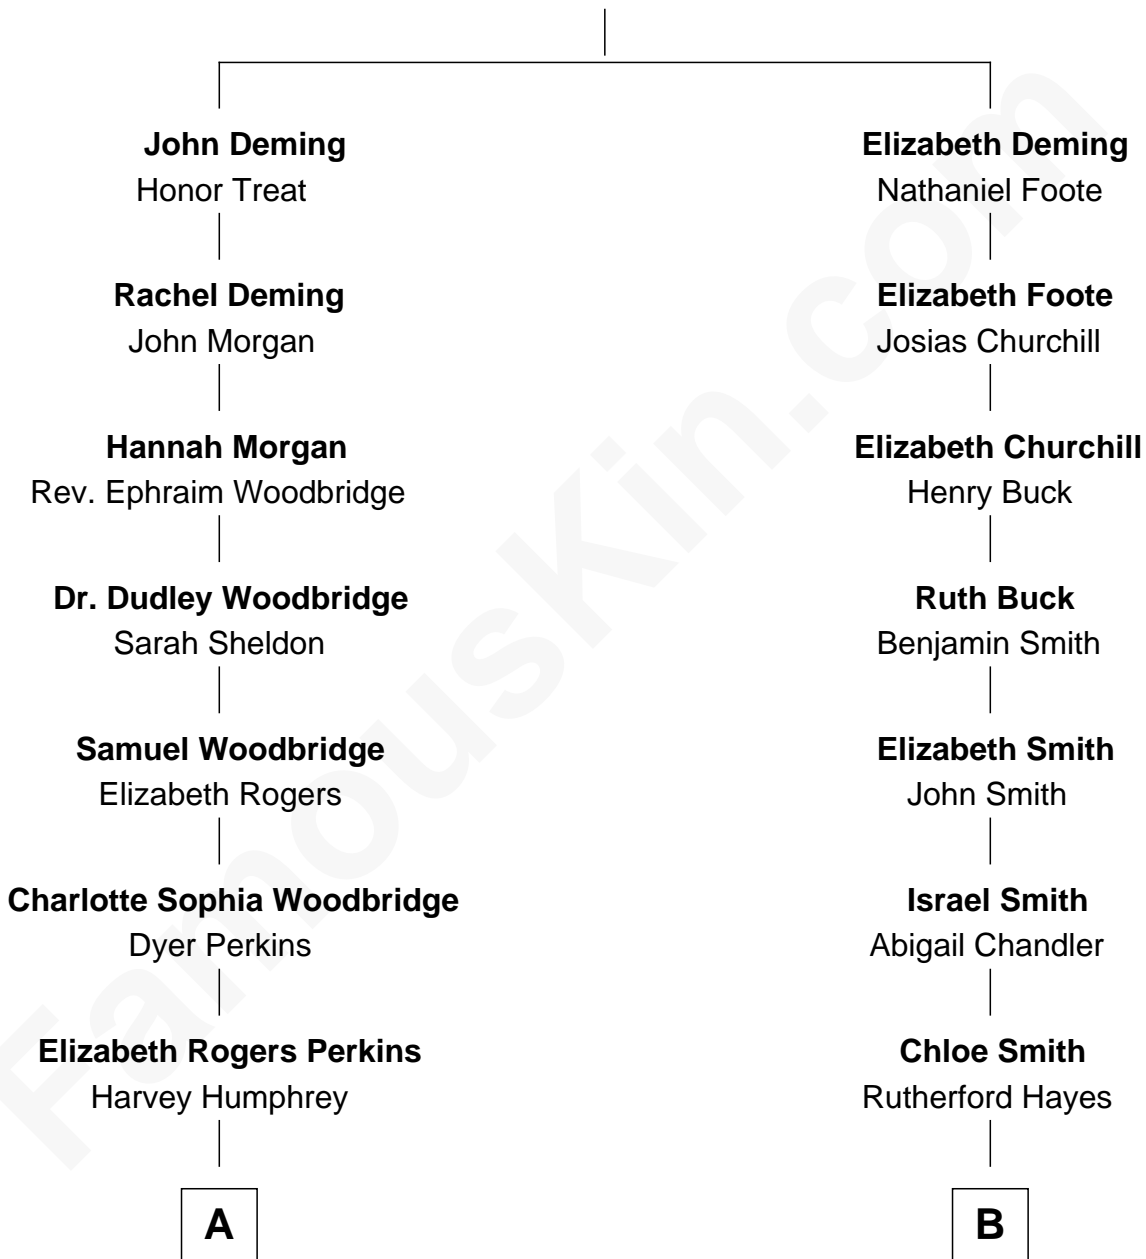 John Deming
Honor Treat
Elizabeth Deming
Nathaniel Foote
Rachel Deming
John Morgan
Elizabeth Foote
Josias Churchill
Hannah Morgan
Rev. Ephraim Woodbridge
Elizabeth Churchill
Henry Buck
Dr. Dudley Woodbridge
Sarah Sheldon
Ruth Buck
Benjamin Smith
Samuel Woodbridge
Elizabeth Rogers
Elizabeth Smith
John Smith
Charlotte Sophia Woodbridge
Dyer Perkins
Israel Smith
Abigail Chandler
Elizabeth Rogers Perkins
Harvey Humphrey
Chloe Smith
Rutherford Hayes
A
B
FamousKin.com